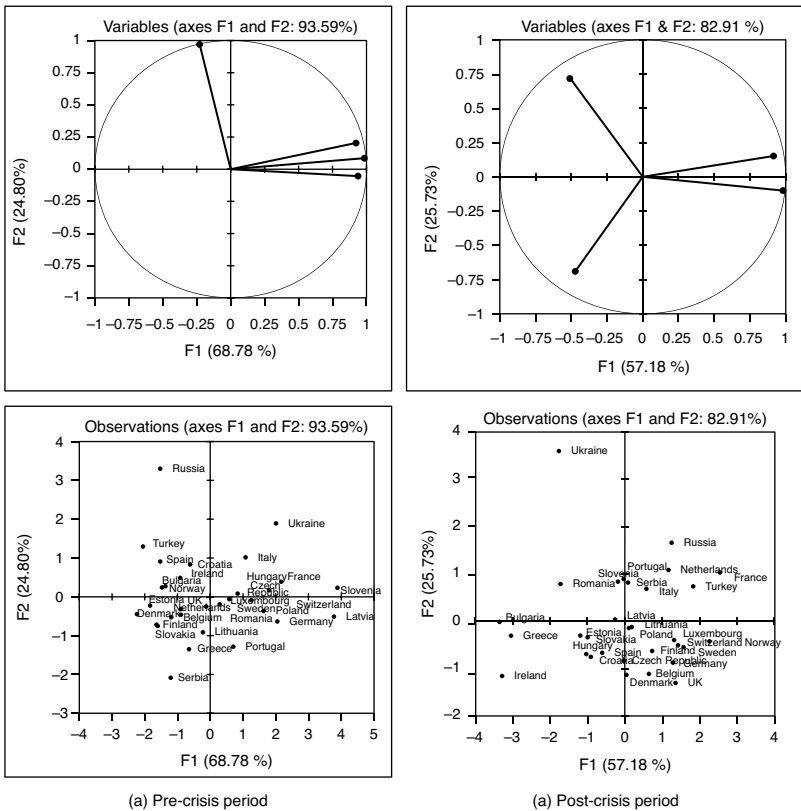 Variables (axes F1 and F2: 93.59%)
1
0.75
0.5
0.25
0
−0.25
−0.5
−0.75
−1
F2 (24.80%)
−1 −0.75 −0.5 −0.25 0 0.25 0.5 0.75 1
F1 (68.78 %)
Variables (axes F1 & F2: 82.91 %)
1
0.75
0.5
0.25
0
−0.25
−0.5
−0.75
−1
F2 (25.73%)
−1 −0.75 −0.5 −0.25 0 0.25 0.5 0.75 1
F1 (57.18 %)
Observations (axes F1 and F2: 93.59%)
4
3
2
1
0
−1
−2
−3
F2 (24.80%)
Russia
Ukraine
Turkey
Spain
Croatia
Italy
Ireland
Bulgaria
Norway
Hungary
France
Czech
Republic
Slovenia
Estonia
UK
Netherlands
Luxembourg
Switzerland
Denmark
Belgium
Sweden
Poland
Latvia
Finland
Romania
Germany
Slovakia
Lithuania
Greece
Portugal
Serbia
−4 −3 −2 −1 0 1 2 3 4 5
F1 (68.78 %)
(a) Pre-crisis period
Observations (axes F1 and F2: 82.91%)
4
3
2
1
0
−1
−2
F2 (25.73%)
Ukraine
Russia
Portugal
Netherlands
Slovenia
France
Romania
Serbia
Italy
Turkey
Bulgaria
Latvia
Lithuania
Greece
Estonia
Poland
Luxembourg
Slovakia
Switzerland
Norway
Hungary
Spain
Finland
Sweden
Croatia
Czech Republic
Germany
Ireland
Belgium
Denmark
UK
−4 −3 −2 −1 0 1 2 3 4
F1 (57.18 %)
(a) Post-crisis period